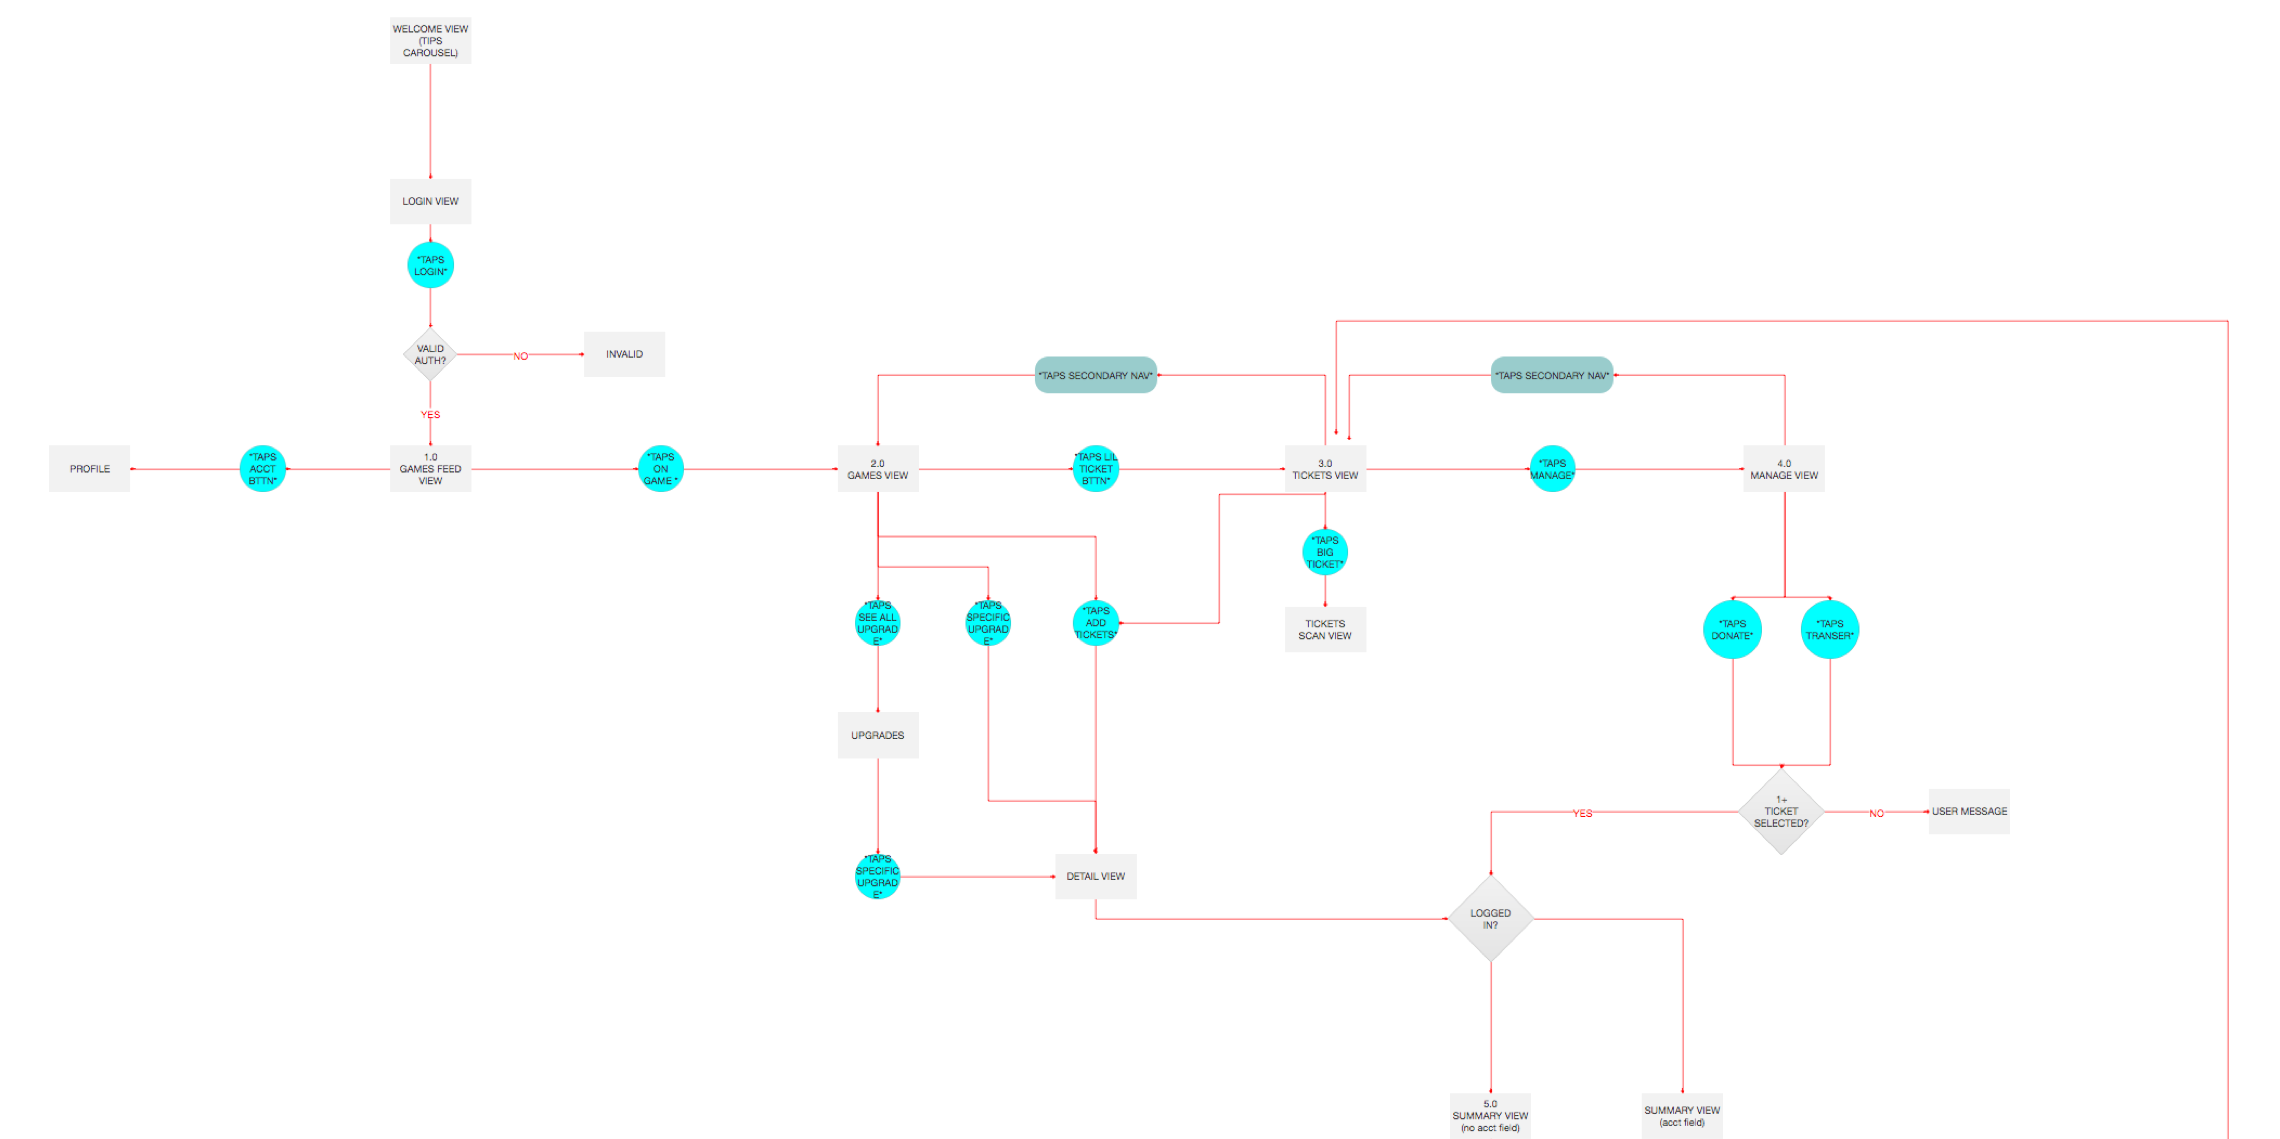 WELCOME VIEW
(TIPS
CAROUSEL)
LOGIN VIEW
*TAPS
LOGIN*
VALID
AUTH?
NO
INVALID
YES
*TAPS SECONDARY NAV*
*TAPS SECONDARY NAV*
PROFILE
*TAPS
ACCT
BTTN*
1.0
GAMES FEED
VIEW
*TAPS
ON
GAME *
2.0
GAMES VIEW
*TAPS LIL
TICKET
BTTN*
3.0
TICKETS VIEW
*TAPS
MANAGE*
4.0
MANAGE VIEW
*TAPS
BIG
TICKET*
*TAPS
SEE ALL
UPGRAD
E*
*TAPS
SPECIFIC
UPGRAD
E*
*TAPS
ADD
TICKETS*
TICKETS
SCAN VIEW
*TAPS
DONATE*
*TAPS
TRANSER*
UPGRADES
1+
TICKET
SELECTED?
YES
NO
USER MESSAGE
*TAPS
SPECIFIC
UPGRAD
E*
DETAIL VIEW
LOGGED
IN?
5.0
SUMMARY VIEW
(no acct field)
SUMMARY VIEW
(acct field)